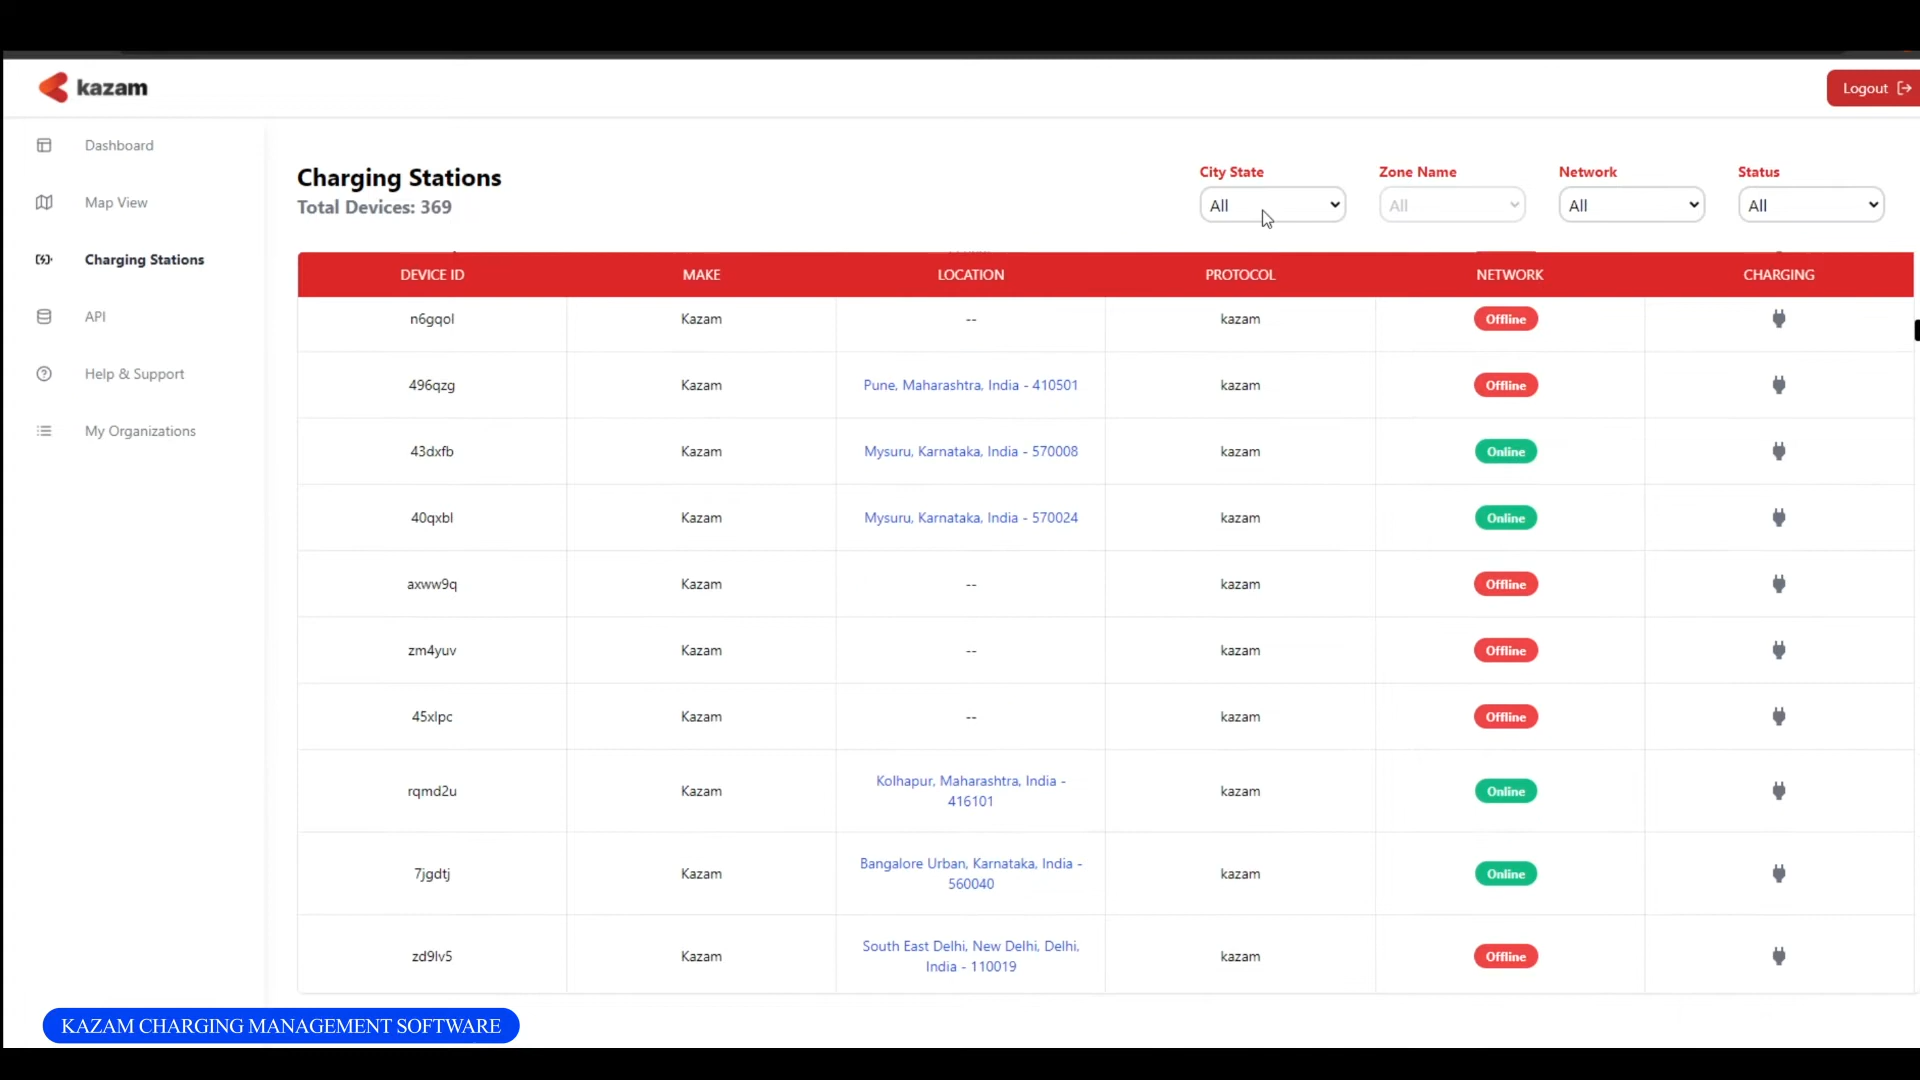 kazam
Logout
Dashboard
Map View
Charging Stations
API
Help & Support
My Organizations
Charging Stations
Total Devices: 369
City State
All
Zone Name
All
Network
All
Status
All
DEVICE ID MAKE LOCATION PROTOCOL NETWORK CHARGING
n6gqol Kazam -- kazam Offline
496qzg Kazam Pune, Maharashtra, India - 410501 kazam Offline
43dxfb Kazam Mysuru, Karnataka, India - 570008 kazam Online
40qxbl Kazam Mysuru, Karnataka, India - 570024 kazam Online
axww9q Kazam -- kazam Offline
zm4yuv Kazam -- kazam Offline
45xlpc Kazam -- kazam Offline
rqmd2u Kazam Kolhapur, Maharashtra, India -
416101 kazam Online
7jgdtj Kazam Bangalore Urban, Karnataka, India -
560040 kazam Online
zd9lv5 Kazam South East Delhi, New Delhi, Delhi,
India - 110019 kazam Offline
KAZAM CHARGING MANAGEMENT SOFTWARE